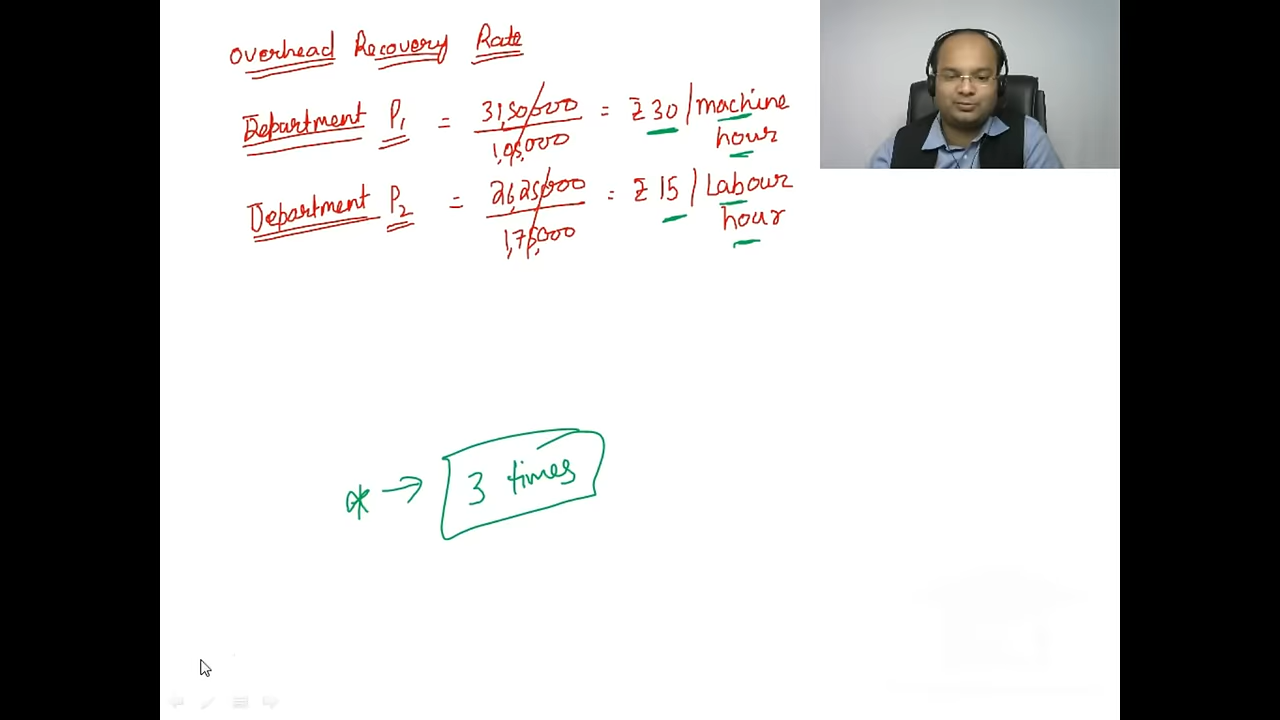 Overhead Recovery Rate
Department P1 = 31,50,000 / 1,05,000 = ₹ 30 / machine hour
Department P2 = 26,25,000 / 1,75,000 = ₹ 15 / Labour hour
* → 3 times